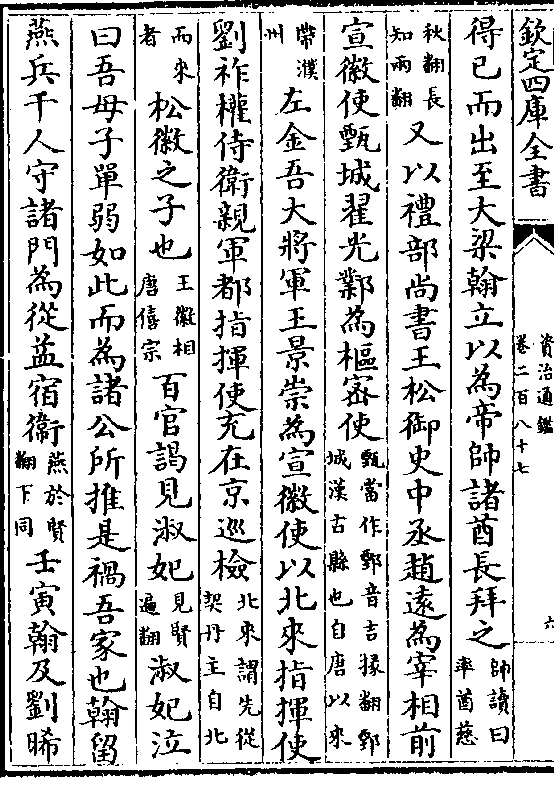 欽定四庫全書
資治通鑑
卷二百八十七
六
得已而出至大梁翰立以為帝帥諸酋長拜之帥讀曰率酋慈
秋翻長知兩翻又以禮部尚書王松御史中丞趙遠為宰相前
宣徽使甄城翟光鄴為樞密使甄當作鄄音吉掾翻鄄城漢古縣也自唐以來
帶濮州左金吾大將軍王景崇為宣徽使以北來指揮使
劉祚權侍衛親軍都指揮使充在京巡檢北來謂先從契丹主自北
而來者松徽之子也王徽相唐僖宗百官謁見淑妃見賢遍翻淑妃泣
曰吾母子單弱如此而為諸公所推是禍吾家也翰留
燕兵千人守諸門為從益宿衛燕於賢翻下同壬寅翰及劉晞